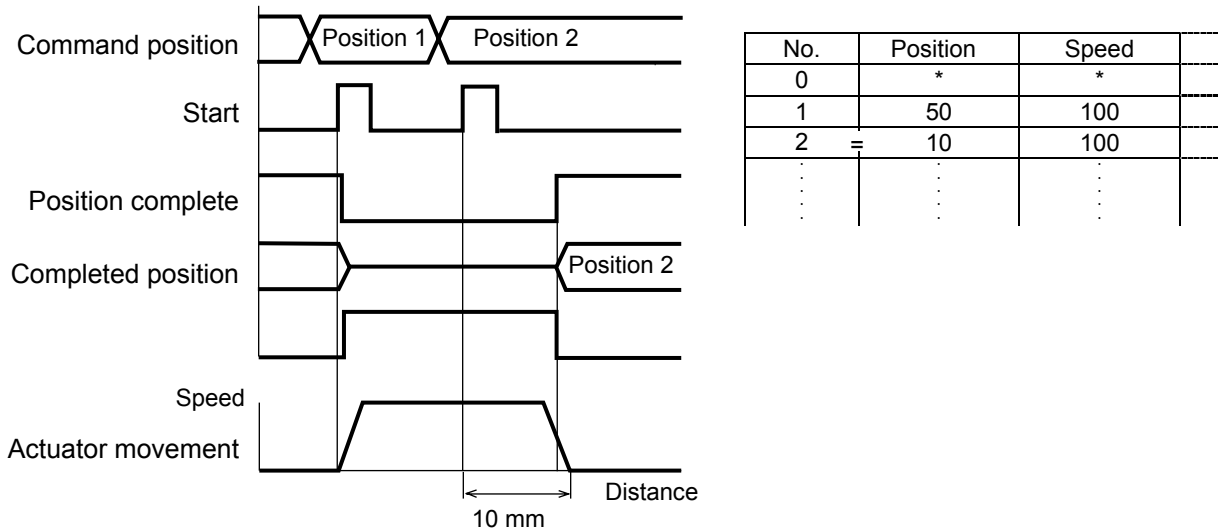 Command position
Position 1
Position 2
Start
Position complete
Completed position
Position 2
Speed
Actuator movement
Distance
10 mm
No. Position Speed
0 * *
1 50 100
2 = 10 100